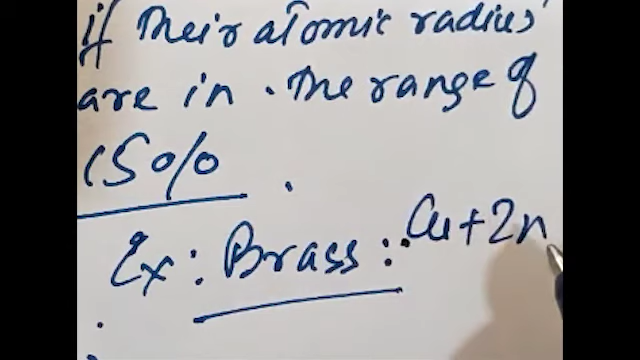 if their atomic radius'
are in . the range of
15%
Ex : Brass : Cu + Zn